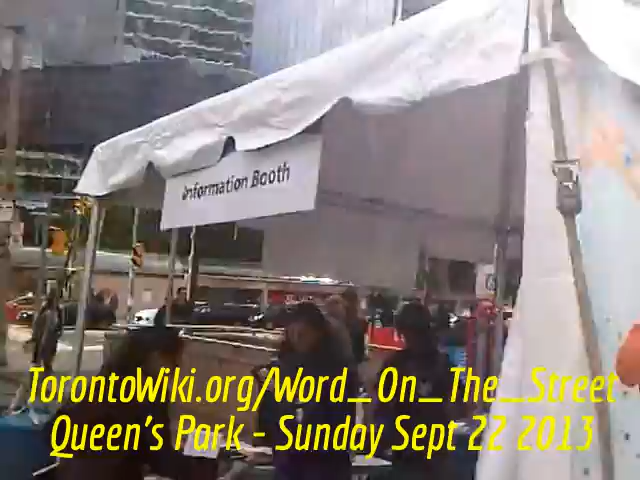 Information Booth
TorontoWiki.org/Word_On_The_Street
Queen's Park - Sunday Sept 22 2013